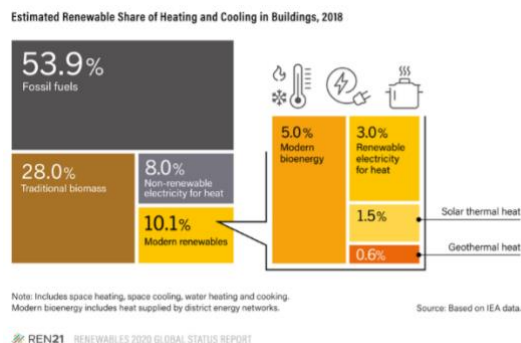 Estimated Renewable Share of Heating and Cooling in Buildings, 2018
53.9%
Fossil fuels
28.0%
Traditional biomass
8.0%
Non-renewable
electricity for heat
10.1%
Modern renewables
5.0%
Modern
bioenergy
3.0%
Renewable
electricity
for heat
1.5%
Solar thermal heat
0.6%
Geothermal heat
Note: Includes space heating, space cooling, water heating and cooking.
Modern bioenergy includes heat supplied by district energy networks.
Source: Based on IEA data.
REN21 RENEWABLES 2020 GLOBAL STATUS REPORT